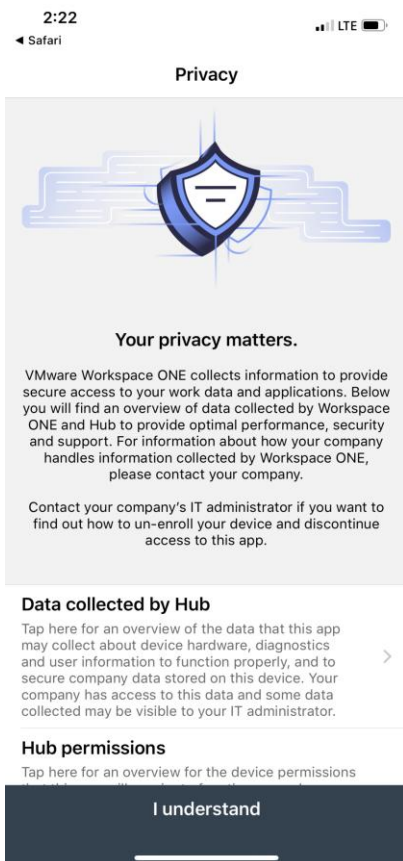 2:22
LTE
◀ Safari
Privacy
Your privacy matters.
VMware Workspace ONE collects information to provide
secure access to your work data and applications. Below
you will find an overview of data collected by Workspace
ONE and Hub to provide optimal performance, security
and support. For information about how your company
handles information collected by Workspace ONE,
please contact your company.
Contact your company's IT administrator if you want to
find out how to un-enroll your device and discontinue
access to this app.
Data collected by Hub
Tap here for an overview of the data that this app
may collect about device hardware, diagnostics
and user information to function properly, and to
secure company data stored on this device. Your
company has access to this data and some data
collected may be visible to your IT administrator.
Hub permissions
Tap here for an overview for the device permissions
I understand